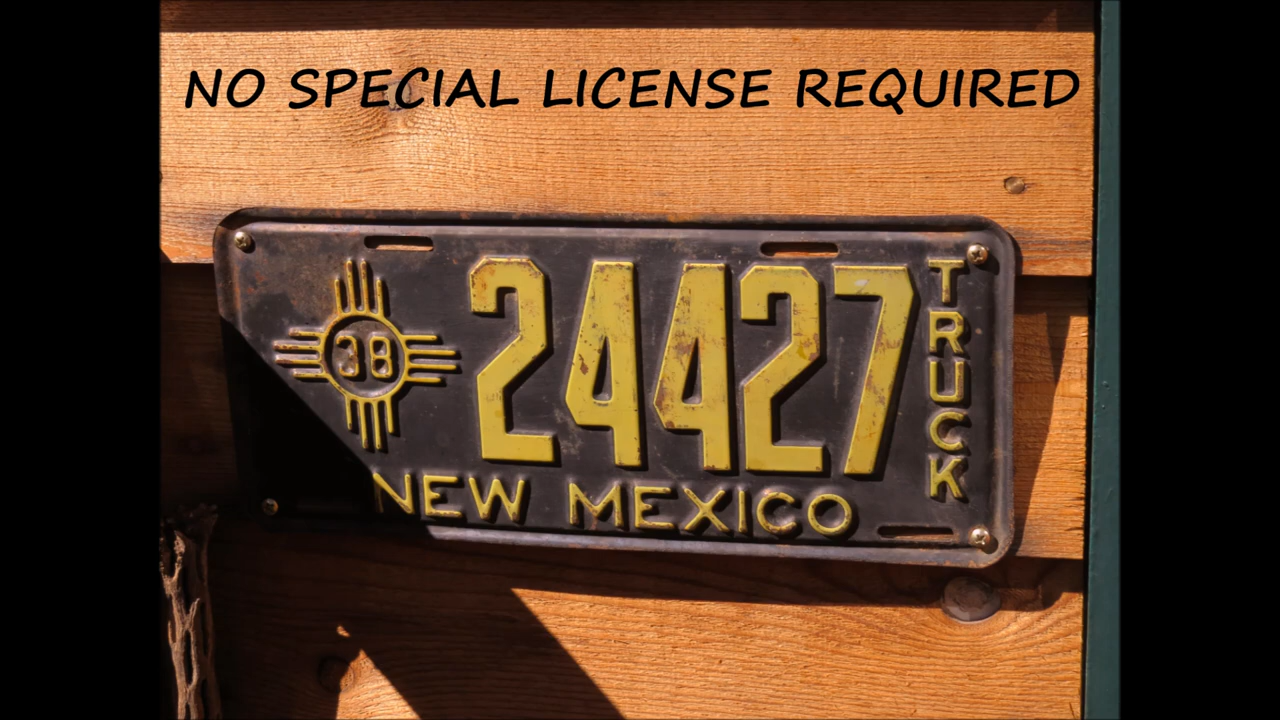 NO SPECIAL LICENSE REQUIRED
38
24427
TRUCK
NEW MEXICO